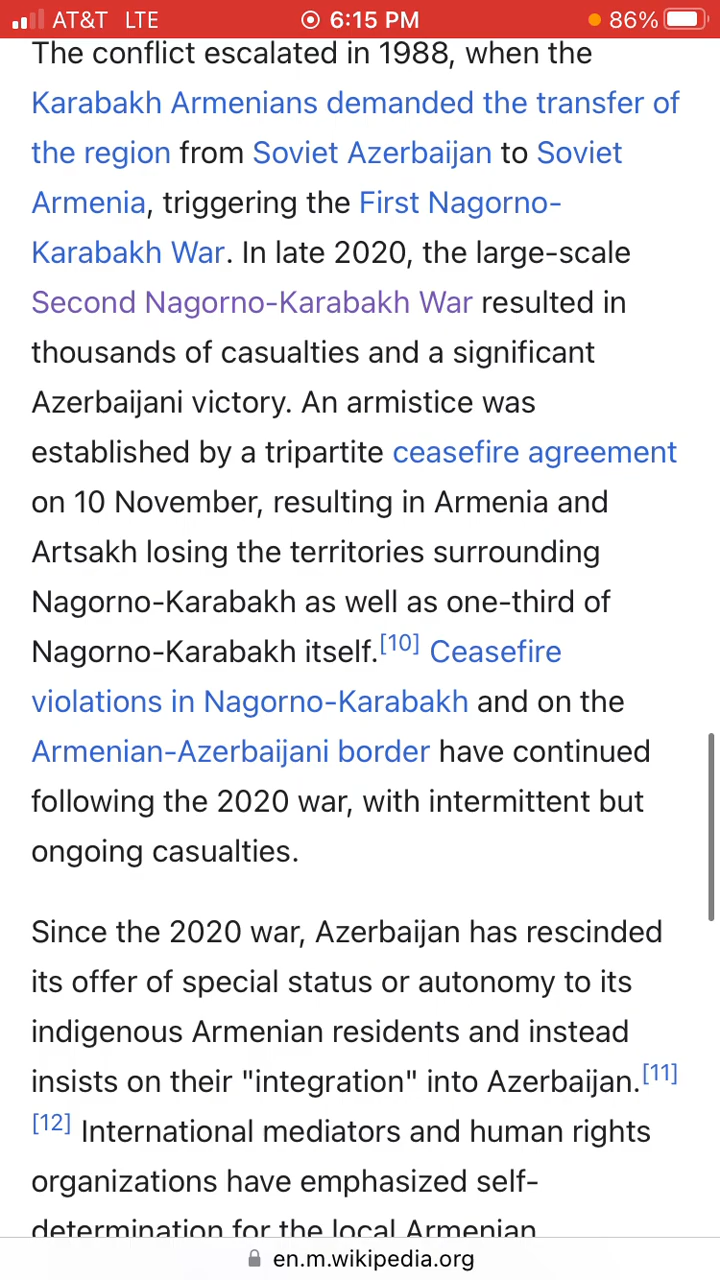 AT&T LTE 6:15 PM 86%
The conflict escalated in 1988, when the
Karabakh Armenians demanded the transfer of
the region from Soviet Azerbaijan to Soviet
Armenia, triggering the First Nagorno-
Karabakh War. In late 2020, the large-scale
Second Nagorno-Karabakh War resulted in
thousands of casualties and a significant
Azerbaijani victory. An armistice was
established by a tripartite ceasefire agreement
on 10 November, resulting in Armenia and
Artsakh losing the territories surrounding
Nagorno-Karabakh as well as one-third of
Nagorno-Karabakh itself.[10] Ceasefire
violations in Nagorno-Karabakh and on the
Armenian-Azerbaijani border have continued
following the 2020 war, with intermittent but
ongoing casualties.
Since the 2020 war, Azerbaijan has rescinded
its offer of special status or autonomy to its
indigenous Armenian residents and instead
insists on their "integration" into Azerbaijan.[11]
[12] International mediators and human rights
organizations have emphasized self-
determination for the local Armenian
en.m.wikipedia.org